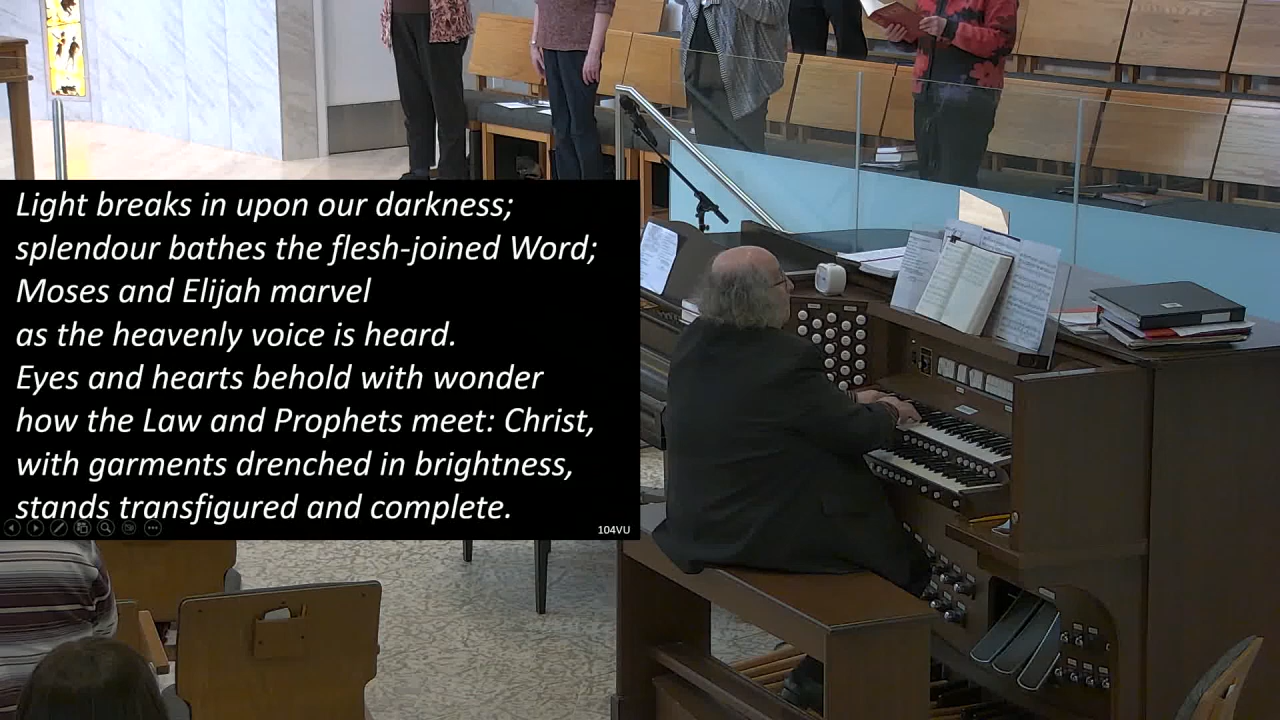 Light breaks in upon our darkness;
splendour bathes the flesh-joined Word;
Moses and Elijah marvel
as the heavenly voice is heard.
Eyes and hearts behold with wonder
how the Law and Prophets meet: Christ,
with garments drenched in brightness,
stands transfigured and complete.
104VU